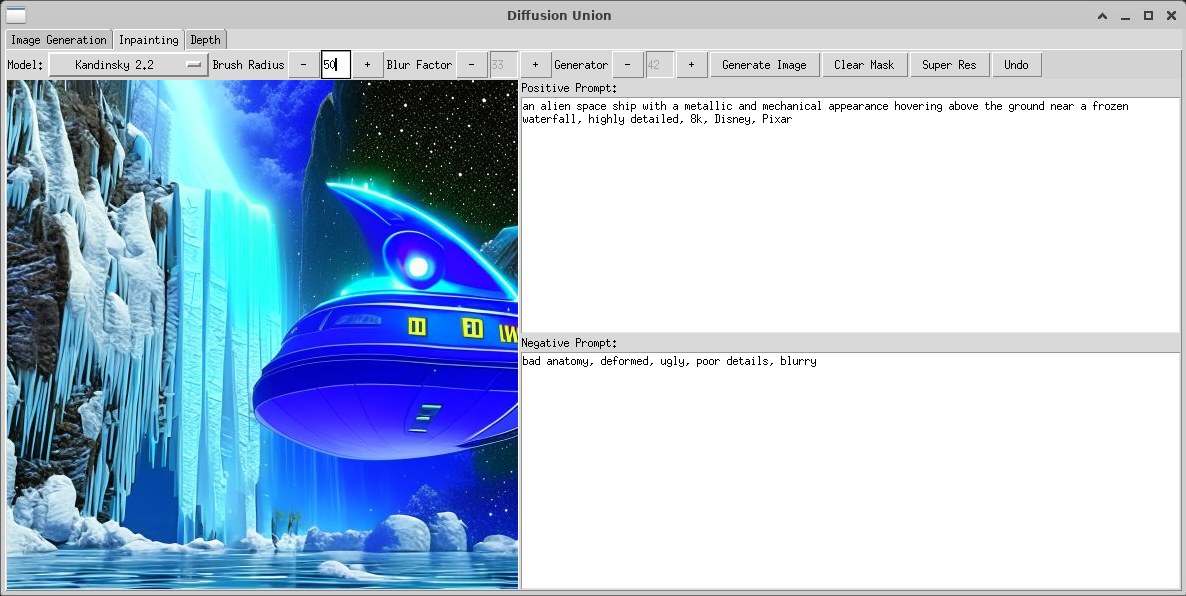 Diffusion Union
Image Generation Inpainting Depth
Model: Kandinsky 2.2 Brush Radius - 50 + Blur Factor - 33 + Generator - 42 + Generate Image Clear Mask Super Res Undo
Positive Prompt:
an alien space ship with a metallic and mechanical appearance hovering above the ground near a frozen
waterfall, highly detailed, 8k, Disney, Pixar
Negative Prompt:
bad anatomy, deformed, ugly, poor details, blurry